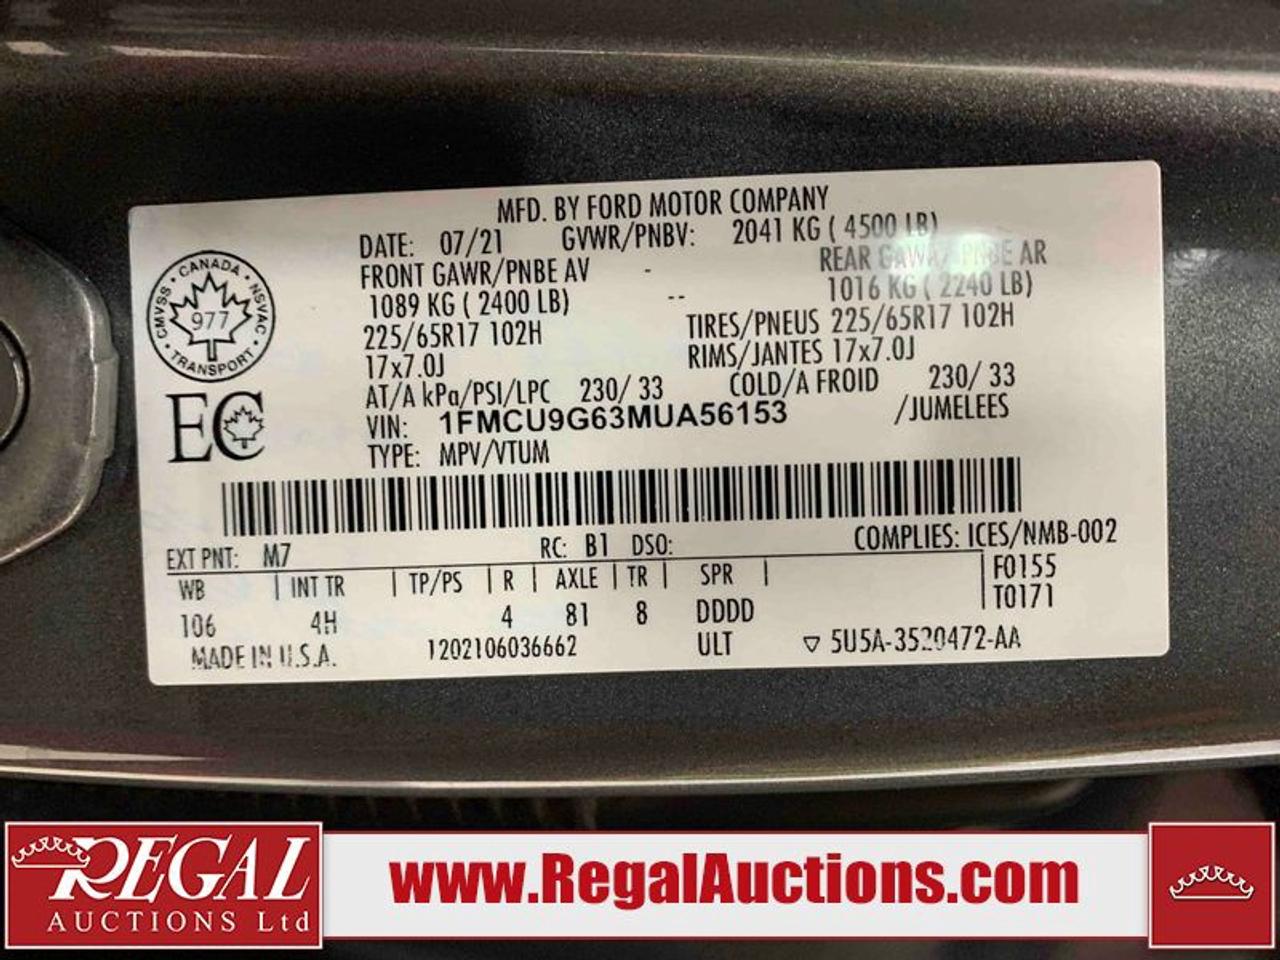 MFD. BY FORD MOTOR COMPANY
DATE: 07/21 GVWR/PNBV: 2041 KG ( 4500 LB)
FRONT GAWR/PNBE AV - REAR GAWR/PNBE AR
1089 KG ( 2400 LB) -- 1016 KG ( 2240 LB)
225/65R17 102H TIRES/PNEUS 225/65R17 102H
17x7.0J RIMS/JANTES 17x7.0J
AT/A kPa/PSI/LPC 230/ 33 COLD/A FROID 230/ 33
VIN: 1FMCU9G63MUA56153 /JUMELEES
TYPE: MPV/VTUM
CANADA
CMVSS • NSVAC
977
• TRANSPORT •
EC
EXT PNT: M7 RC: B1 DSO: COMPLIES: ICES/NMB-002
WB | INT TR | TP/PS | R | AXLE | TR | SPR | F0155
106 4H 4 81 8 DDDD T0171
MADE IN U.S.A. 1202106036662 ULT ▽ 5U5A-3520472-AA
REGAL
AUCTIONS Ltd
www.RegalAuctions.com